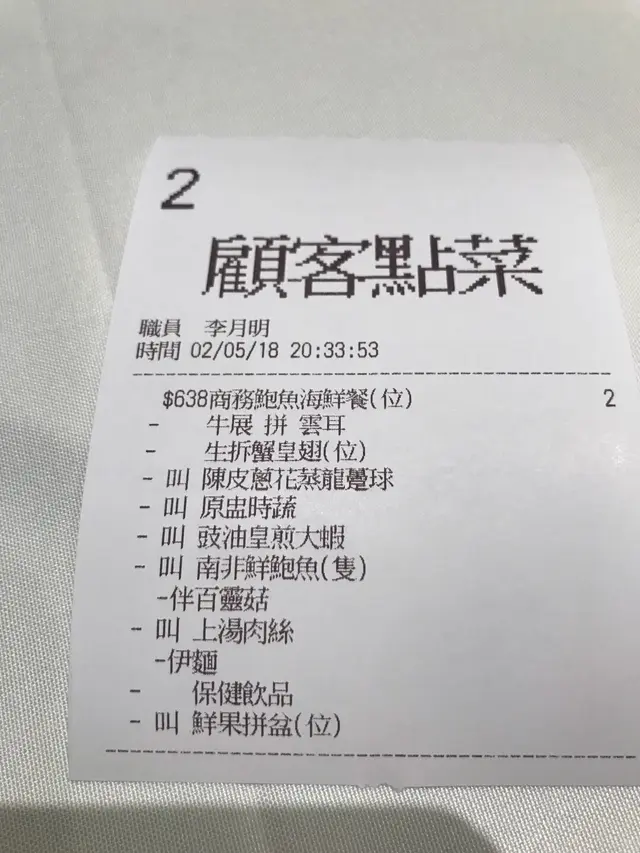 2
顧客點菜
職員 李月明
時間 02/05/18 20:33:53
$638商務鮑魚海鮮餐(位) 2
- 牛展 拼 雲耳
- 生折蟹皇翅(位)
- 叫 陳皮蔥花蒸龍躉球
- 叫 原盅時蔬
- 叫 豉油皇煎大蝦
- 叫 南非鮮鮑魚(隻)
-伴百靈菇
- 叫 上湯肉絲
-伊麵
- 保健飲品
- 叫 鮮果拼盆(位)